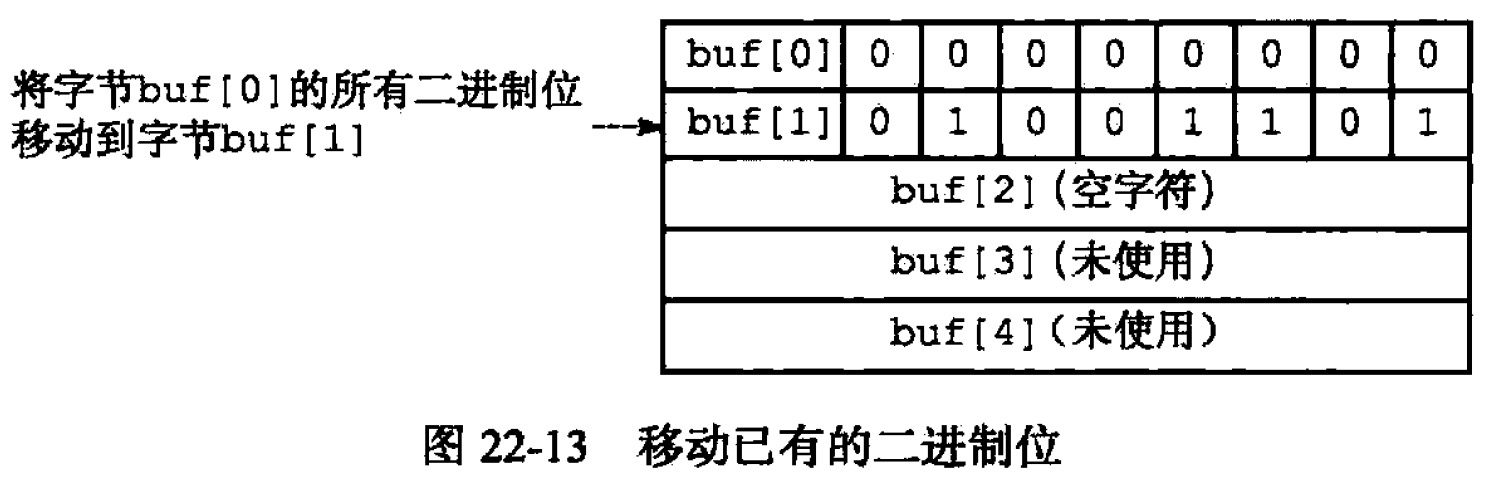 buf[0] 0 0 0 0 0 0 0 0
将字节buf[0]的所有二进制位
移动到字节buf[1]
buf[1] 0 1 0 0 1 1 0 1
buf[2](空字符)
buf[3](未使用)
buf[4](未使用)
图 22-13 移动已有的二进制位